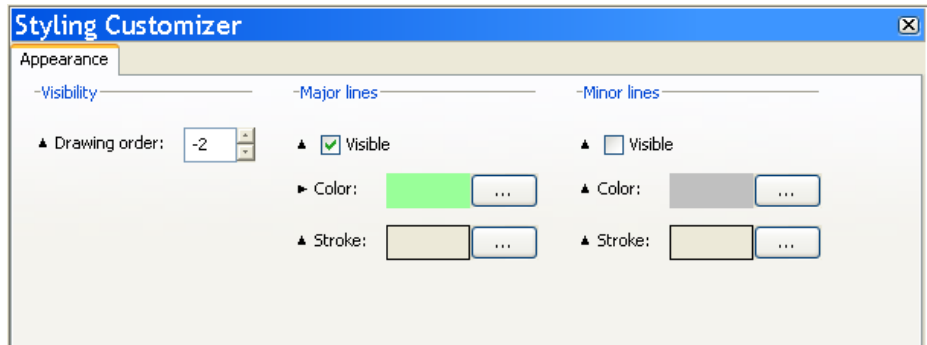 Styling Customizer
Appearance
Visibility
Drawing order: -2
Major lines
Visible
Color: ...
Stroke: ...
Minor lines
Visible
Color: ...
Stroke: ...